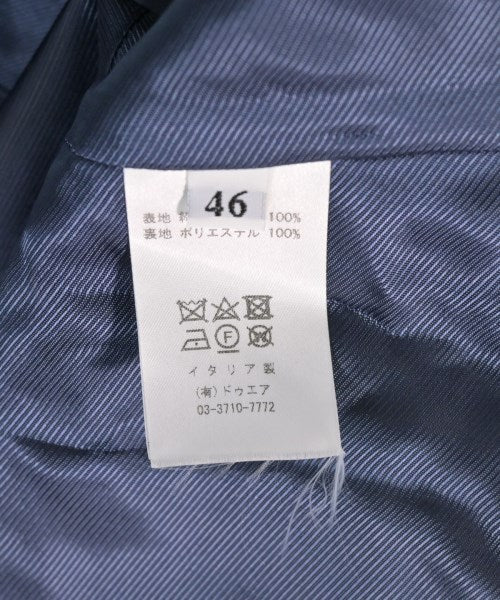 46
表地 100%
裏地 ポリエステル 100%
F
イタリア製
(有)ドゥエア
03-3710-7772